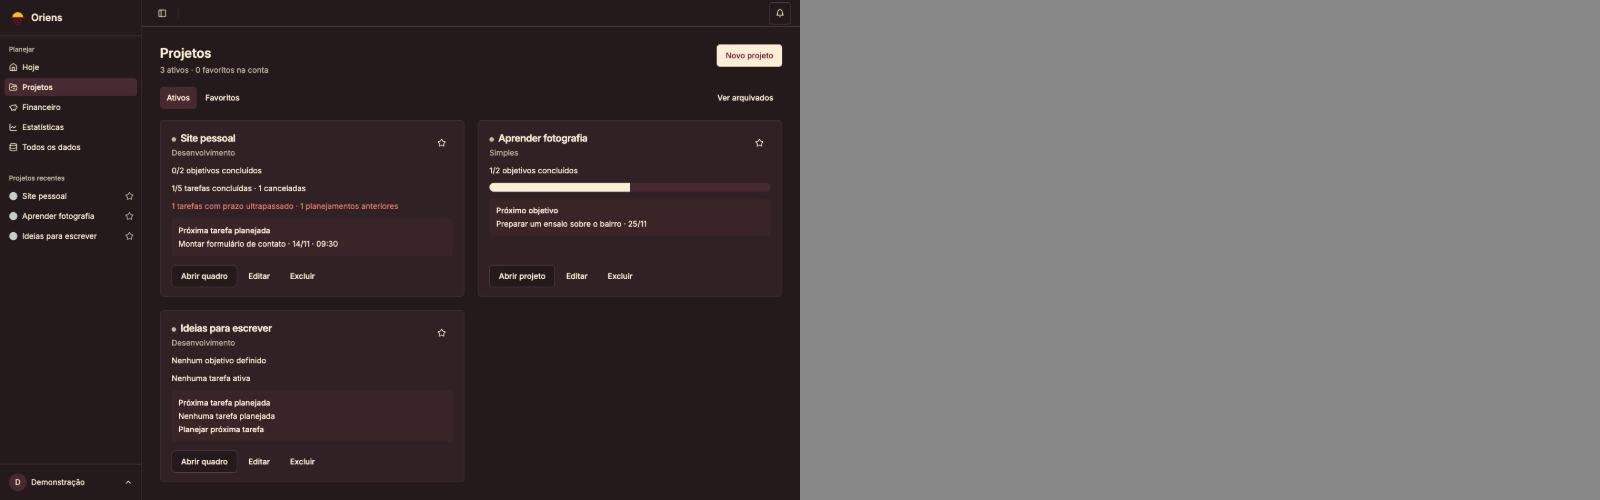 Oriens
Planejar
Hoje
Projetos
Financeiro
Estatísticas
Todos os dados
Projetos recentes
Site pessoal
Aprender fotografia
Ideias para escrever
D Demonstração
Projetos
3 ativos · 0 favoritos na conta
Novo projeto
Ativos Favoritos
Ver arquivados
Site pessoal
Desenvolvimento
0/2 objetivos concluídos
1/5 tarefas concluídas · 1 canceladas
1 tarefas com prazo ultrapassado · 1 planejamentos anteriores
Próxima tarefa planejada
Montar formulário de contato · 14/11 · 09:30
Abrir quadro Editar Excluir
Aprender fotografia
Simples
1/2 objetivos concluídos
Próximo objetivo
Preparar um ensaio sobre o bairro · 25/11
Abrir projeto Editar Excluir
Ideias para escrever
Desenvolvimento
Nenhum objetivo definido
Nenhuma tarefa ativa
Próxima tarefa planejada
Nenhuma tarefa planejada
Planejar próxima tarefa
Abrir quadro Editar Excluir